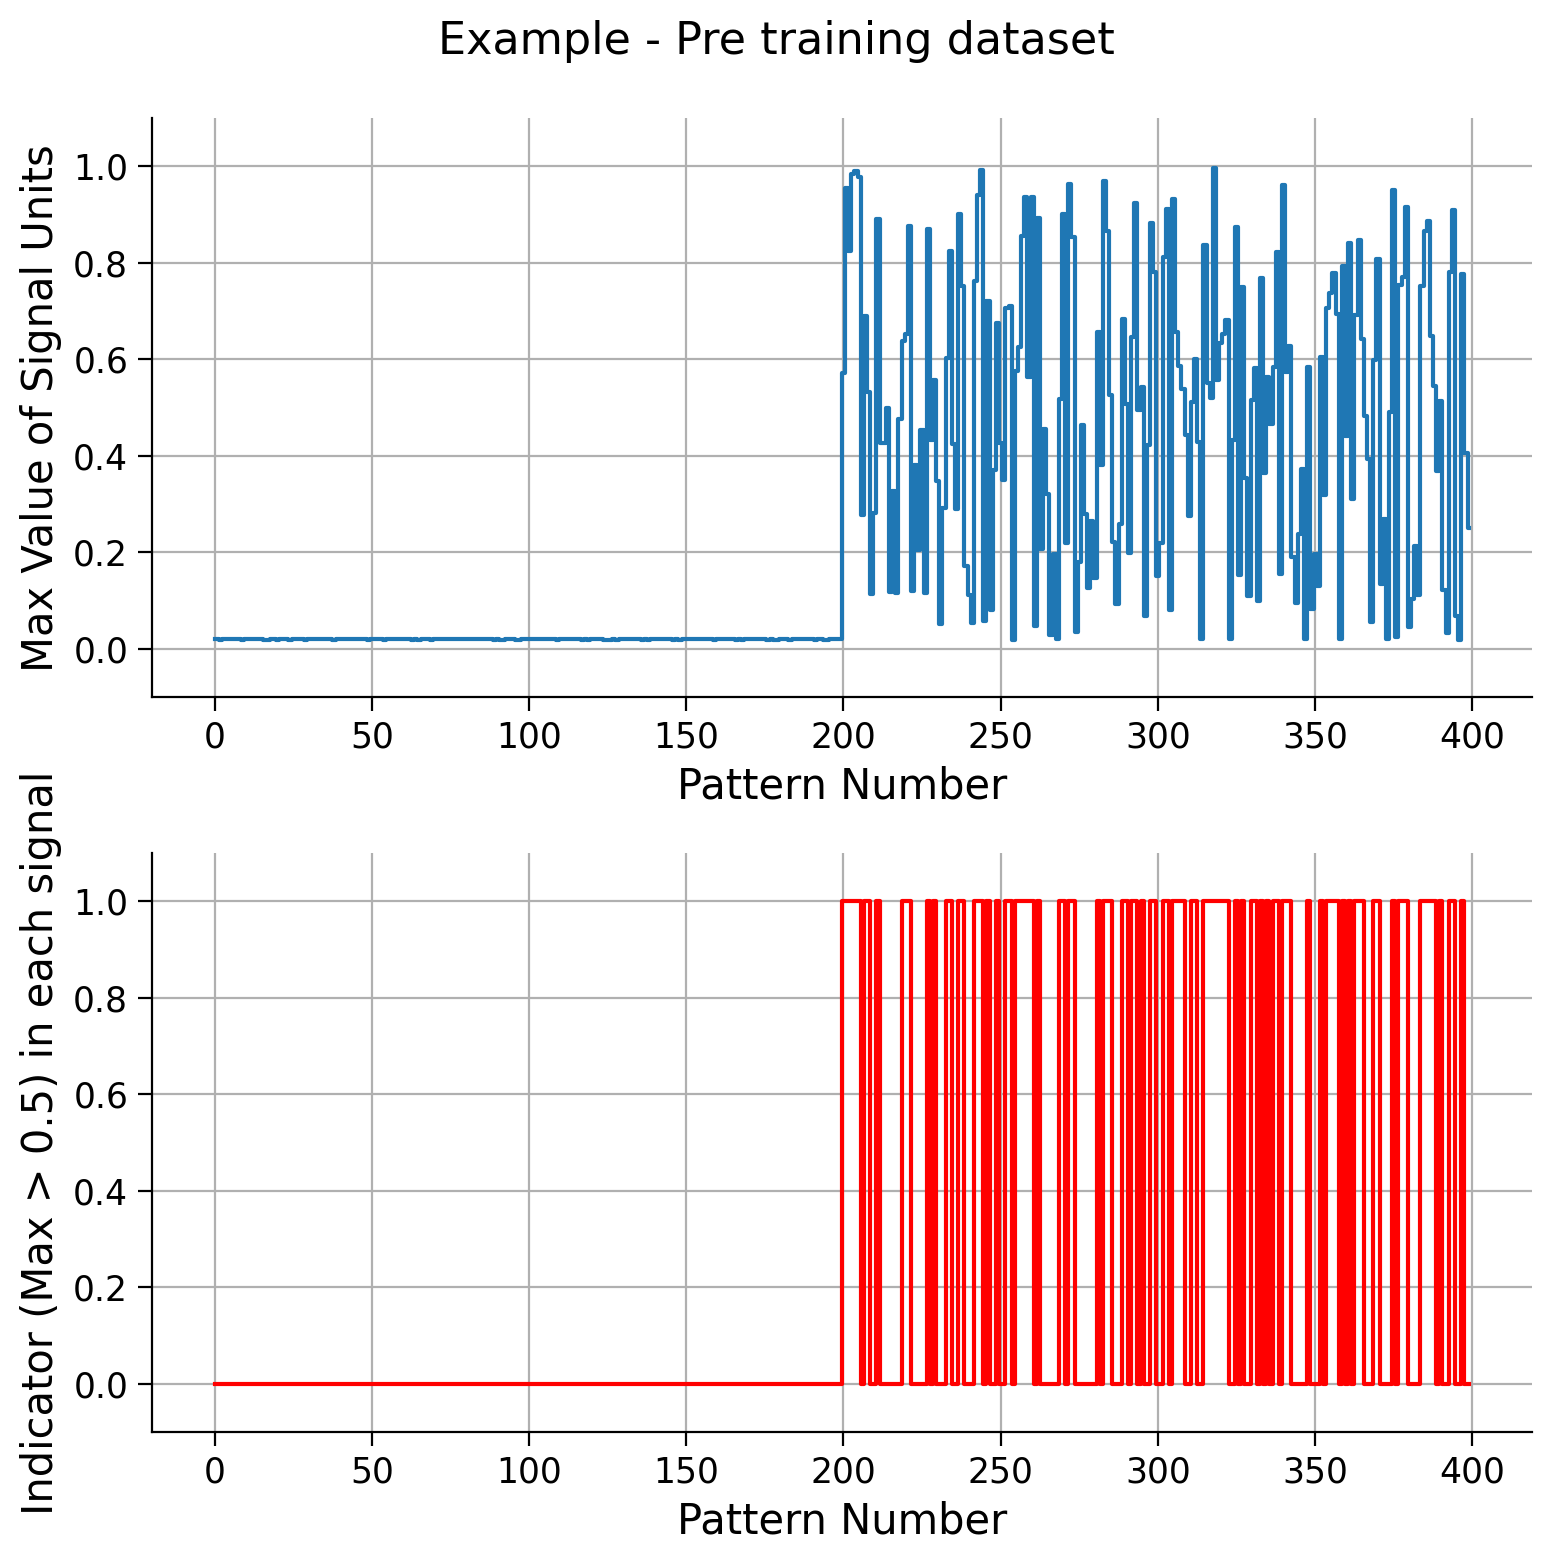 Example - Pre training dataset
Max Value of Signal Units
1.0
0.8
0.6
0.4
0.2
0.0
0 50 100 150 200 250 300 350 400
Pattern Number
Indicator (Max > 0.5) in each signal
1.0
0.8
0.6
0.4
0.2
0.0
0 50 100 150 200 250 300 350 400
Pattern Number